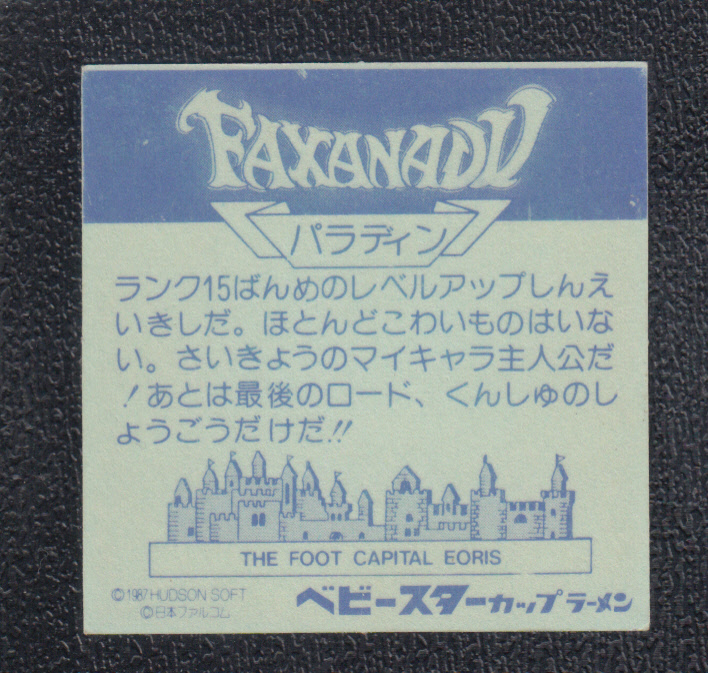 FAXANADU
パラディン
ランク15ばんめのレベルアップしんえ
いきしだ。ほとんどこわいものはいな
い。さいきょうのマイキャラ主人公だ
!あとは最後のロード、くんしゅのし
ょうごうだけだ!!
THE FOOT CAPITAL EORIS
©1987 HUDSON SOFT
©日本ファルコム
ベビースターカップラーメン